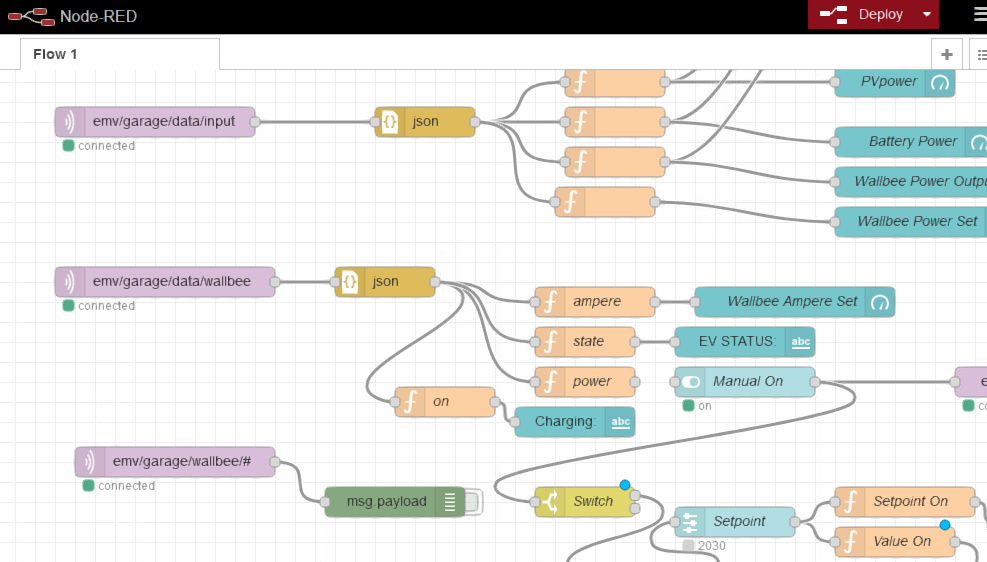 Node-RED
Deploy
Flow 1
PVpower
emv/garage/data/input
json
connected
Battery Power
Wallbee Power Outpu
Wallbee Power Set
emv/garage/data/wallbee
json
connected
ampere
Wallbee Ampere Set
state
EV STATUS:
abc
power
Manual On
on
on
Charging:
abc
emv/garage/wallbee/#
connected
msg.payload
Switch
Setpoint
2030
Setpoint On
Value On